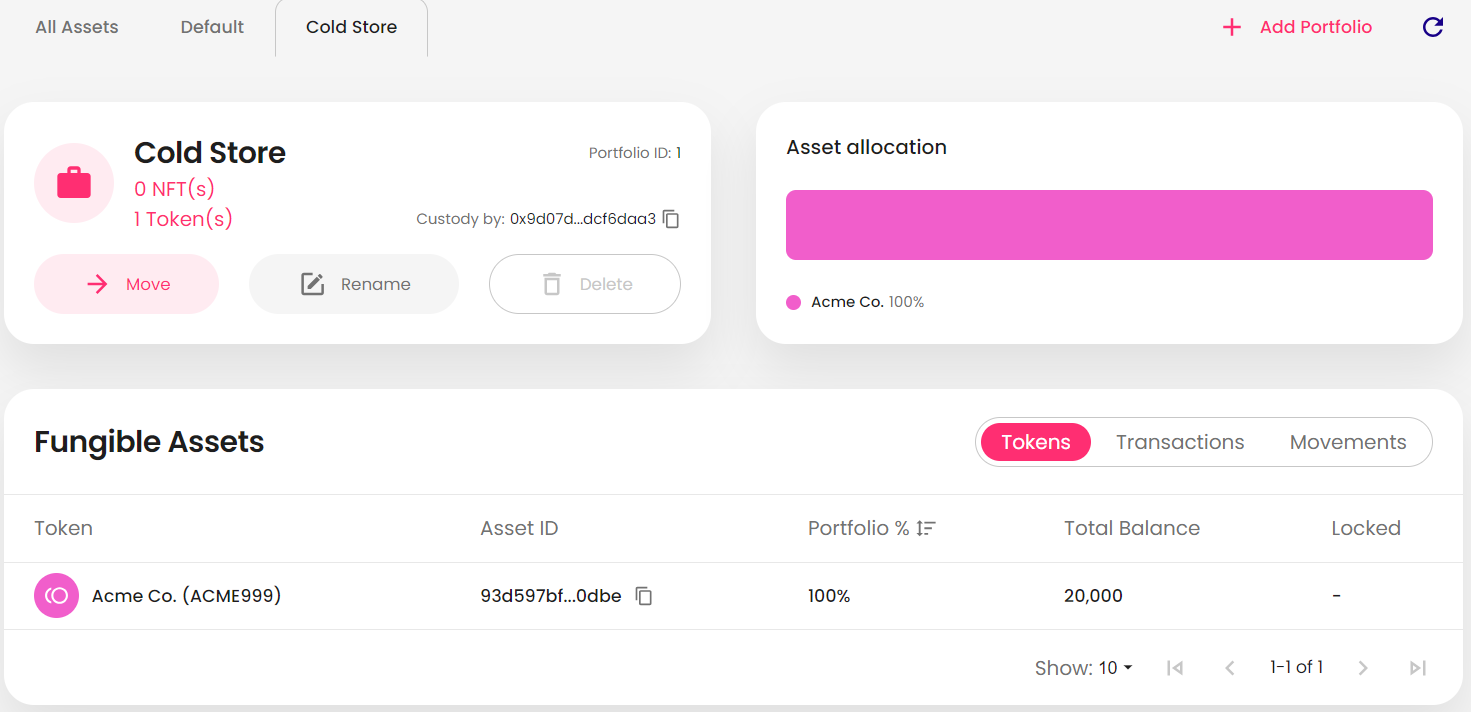 All Assets Default Cold Store Add Portfolio
Cold Store Portfolio ID: 1
0 NFT(s)
1 Token(s) Custody by: 0x9d07d...dcf6daa3
Move Rename Delete
Asset allocation
Acme Co. 100%
Fungible Assets Tokens Transactions Movements
Token Asset ID Portfolio % Total Balance Locked
Acme Co. (ACME999) 93d597bf...0dbe 100% 20,000 -
Show: 10 1-1 of 1